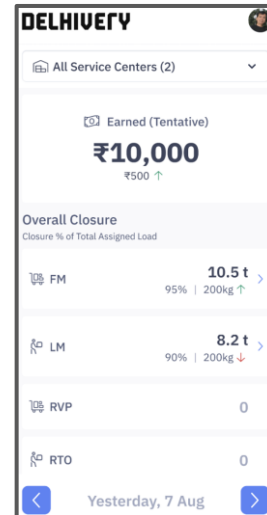 DELHIVERY
All Service Centers (2)
Earned (Tentative)
₹10,000
₹500 ↑
Overall Closure
Closure % of Total Assigned Load
FM
10.5 t
95% | 200kg ↑
LM
8.2 t
90% | 200kg ↓
RVP
0
RTO
0
Yesterday, 7 Aug